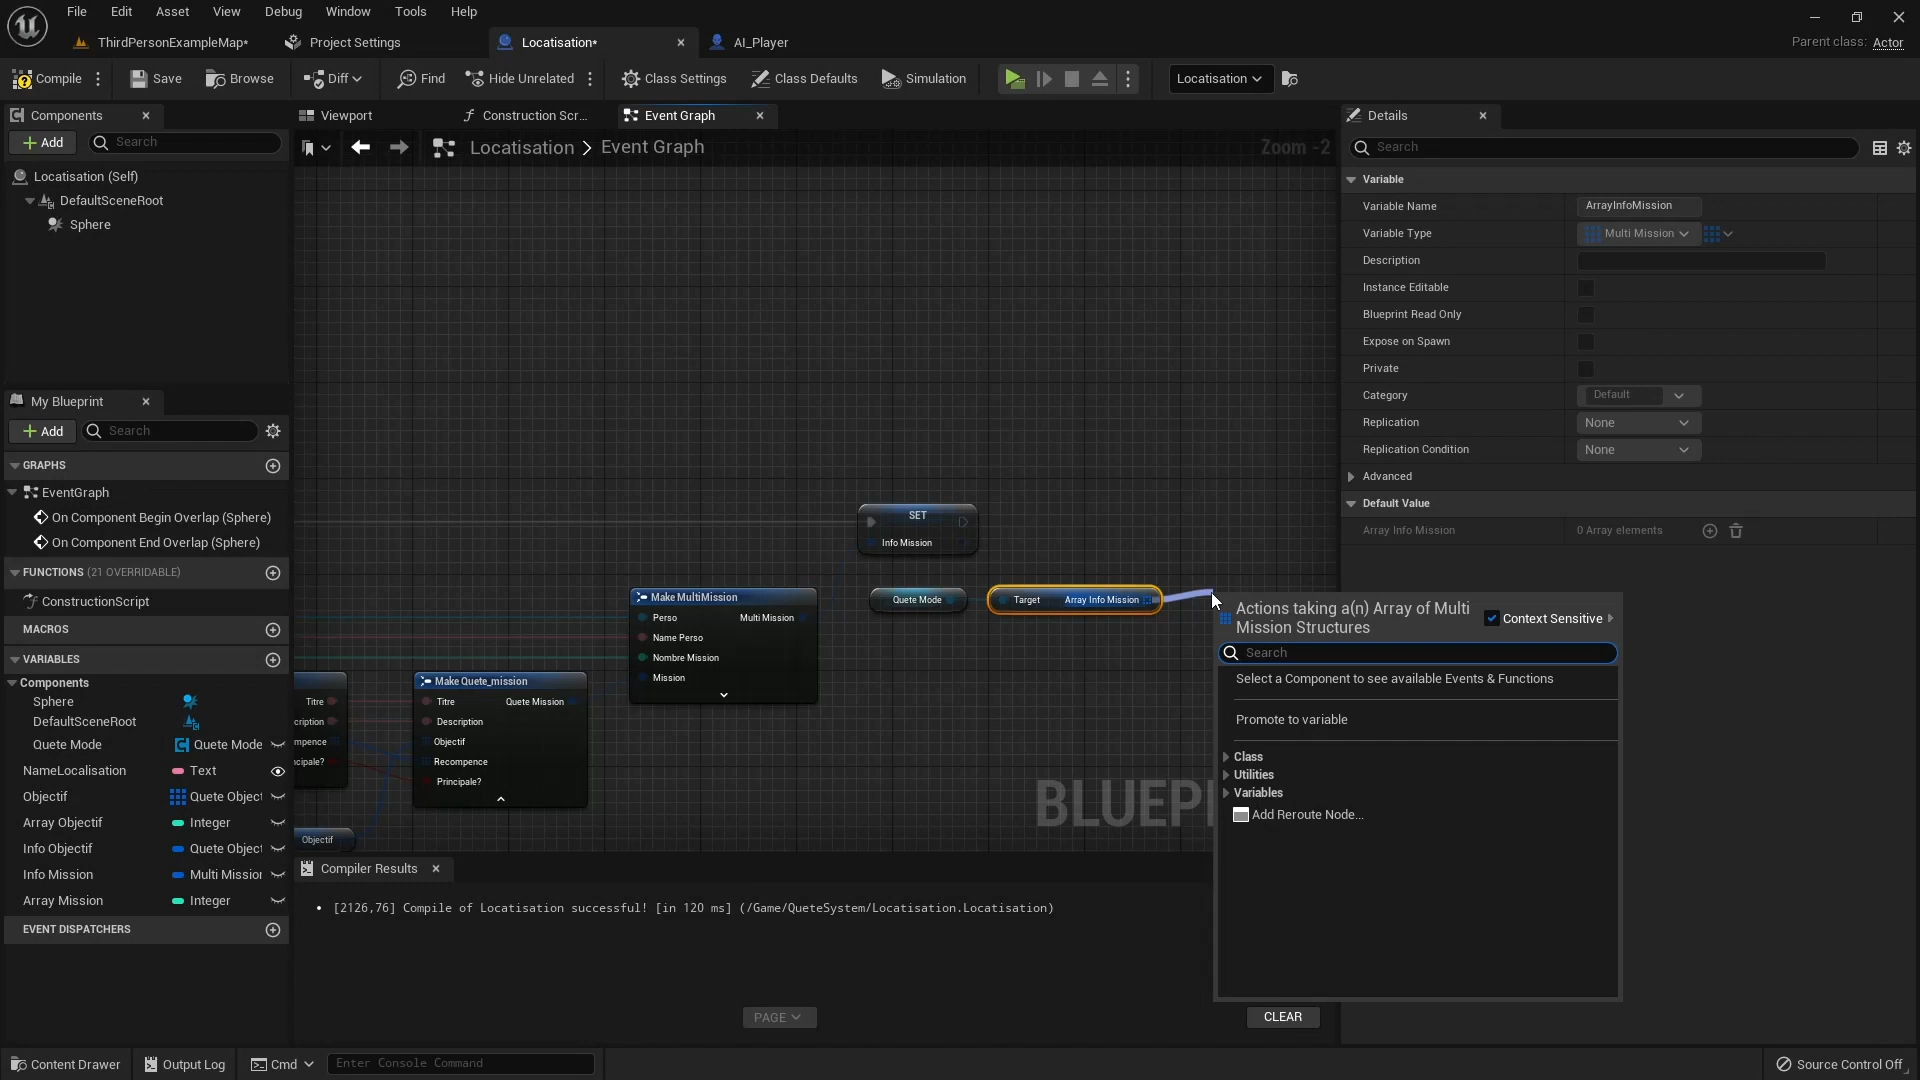 File Edit Asset View Debug Window Tools Help
ThirdPersonExampleMap* Project Settings Locatisation* AI_Player
Parent class: Actor
Compile Save Browse Diff Find Hide Unrelated Class Settings Class Defaults Simulation Locatisation
Components
Add Search
Locatisation (Self)
DefaultSceneRoot
Sphere
Viewport Construction Scr... Event Graph
Locatisation > Event Graph Zoom -2
My Blueprint
Add Search
GRAPHS
EventGraph
On Component Begin Overlap (Sphere)
On Component End Overlap (Sphere)
FUNCTIONS (21 OVERRIDABLE)
ConstructionScript
MACROS
VARIABLES
Components
Sphere
DefaultSceneRoot
Quete Mode Quete Mode
NameLocalisation Text
Objectif Quete Object
Array Objectif Integer
Info Objectif Quete Object
Info Mission Multi Mission
Array Mission Integer
EVENT DISPATCHERS
SET
Info Mission
Quete Mode
Target Array Info Mission
Make MultiMission
Perso Multi Mission
Name Perso
Nombre Mission
Mission
Make Quete_mission
Titre Quete Mission
Description
Objectif
Recompence
Principale?
Titre
cription
mpence
ncipale?
Objectif
BLUEPR
Actions taking a(n) Array of Multi
Mission Structures
Context Sensitive
Search
Select a Component to see available Events & Functions
Promote to variable
Class
Utilities
Variables
Add Reroute Node...
Compiler Results
[2126,76] Compile of Locatisation successful! [in 120 ms] (/Game/QueteSystem/Locatisation.Locatisation)
PAGE
CLEAR
Details
Search
Variable
Variable Name ArrayInfoMission
Variable Type Multi Mission
Description
Instance Editable
Blueprint Read Only
Expose on Spawn
Private
Category Default
Replication None
Replication Condition None
Advanced
Default Value
Array Info Mission 0 Array elements
Content Drawer Output Log Cmd Enter Console Command Source Control Off